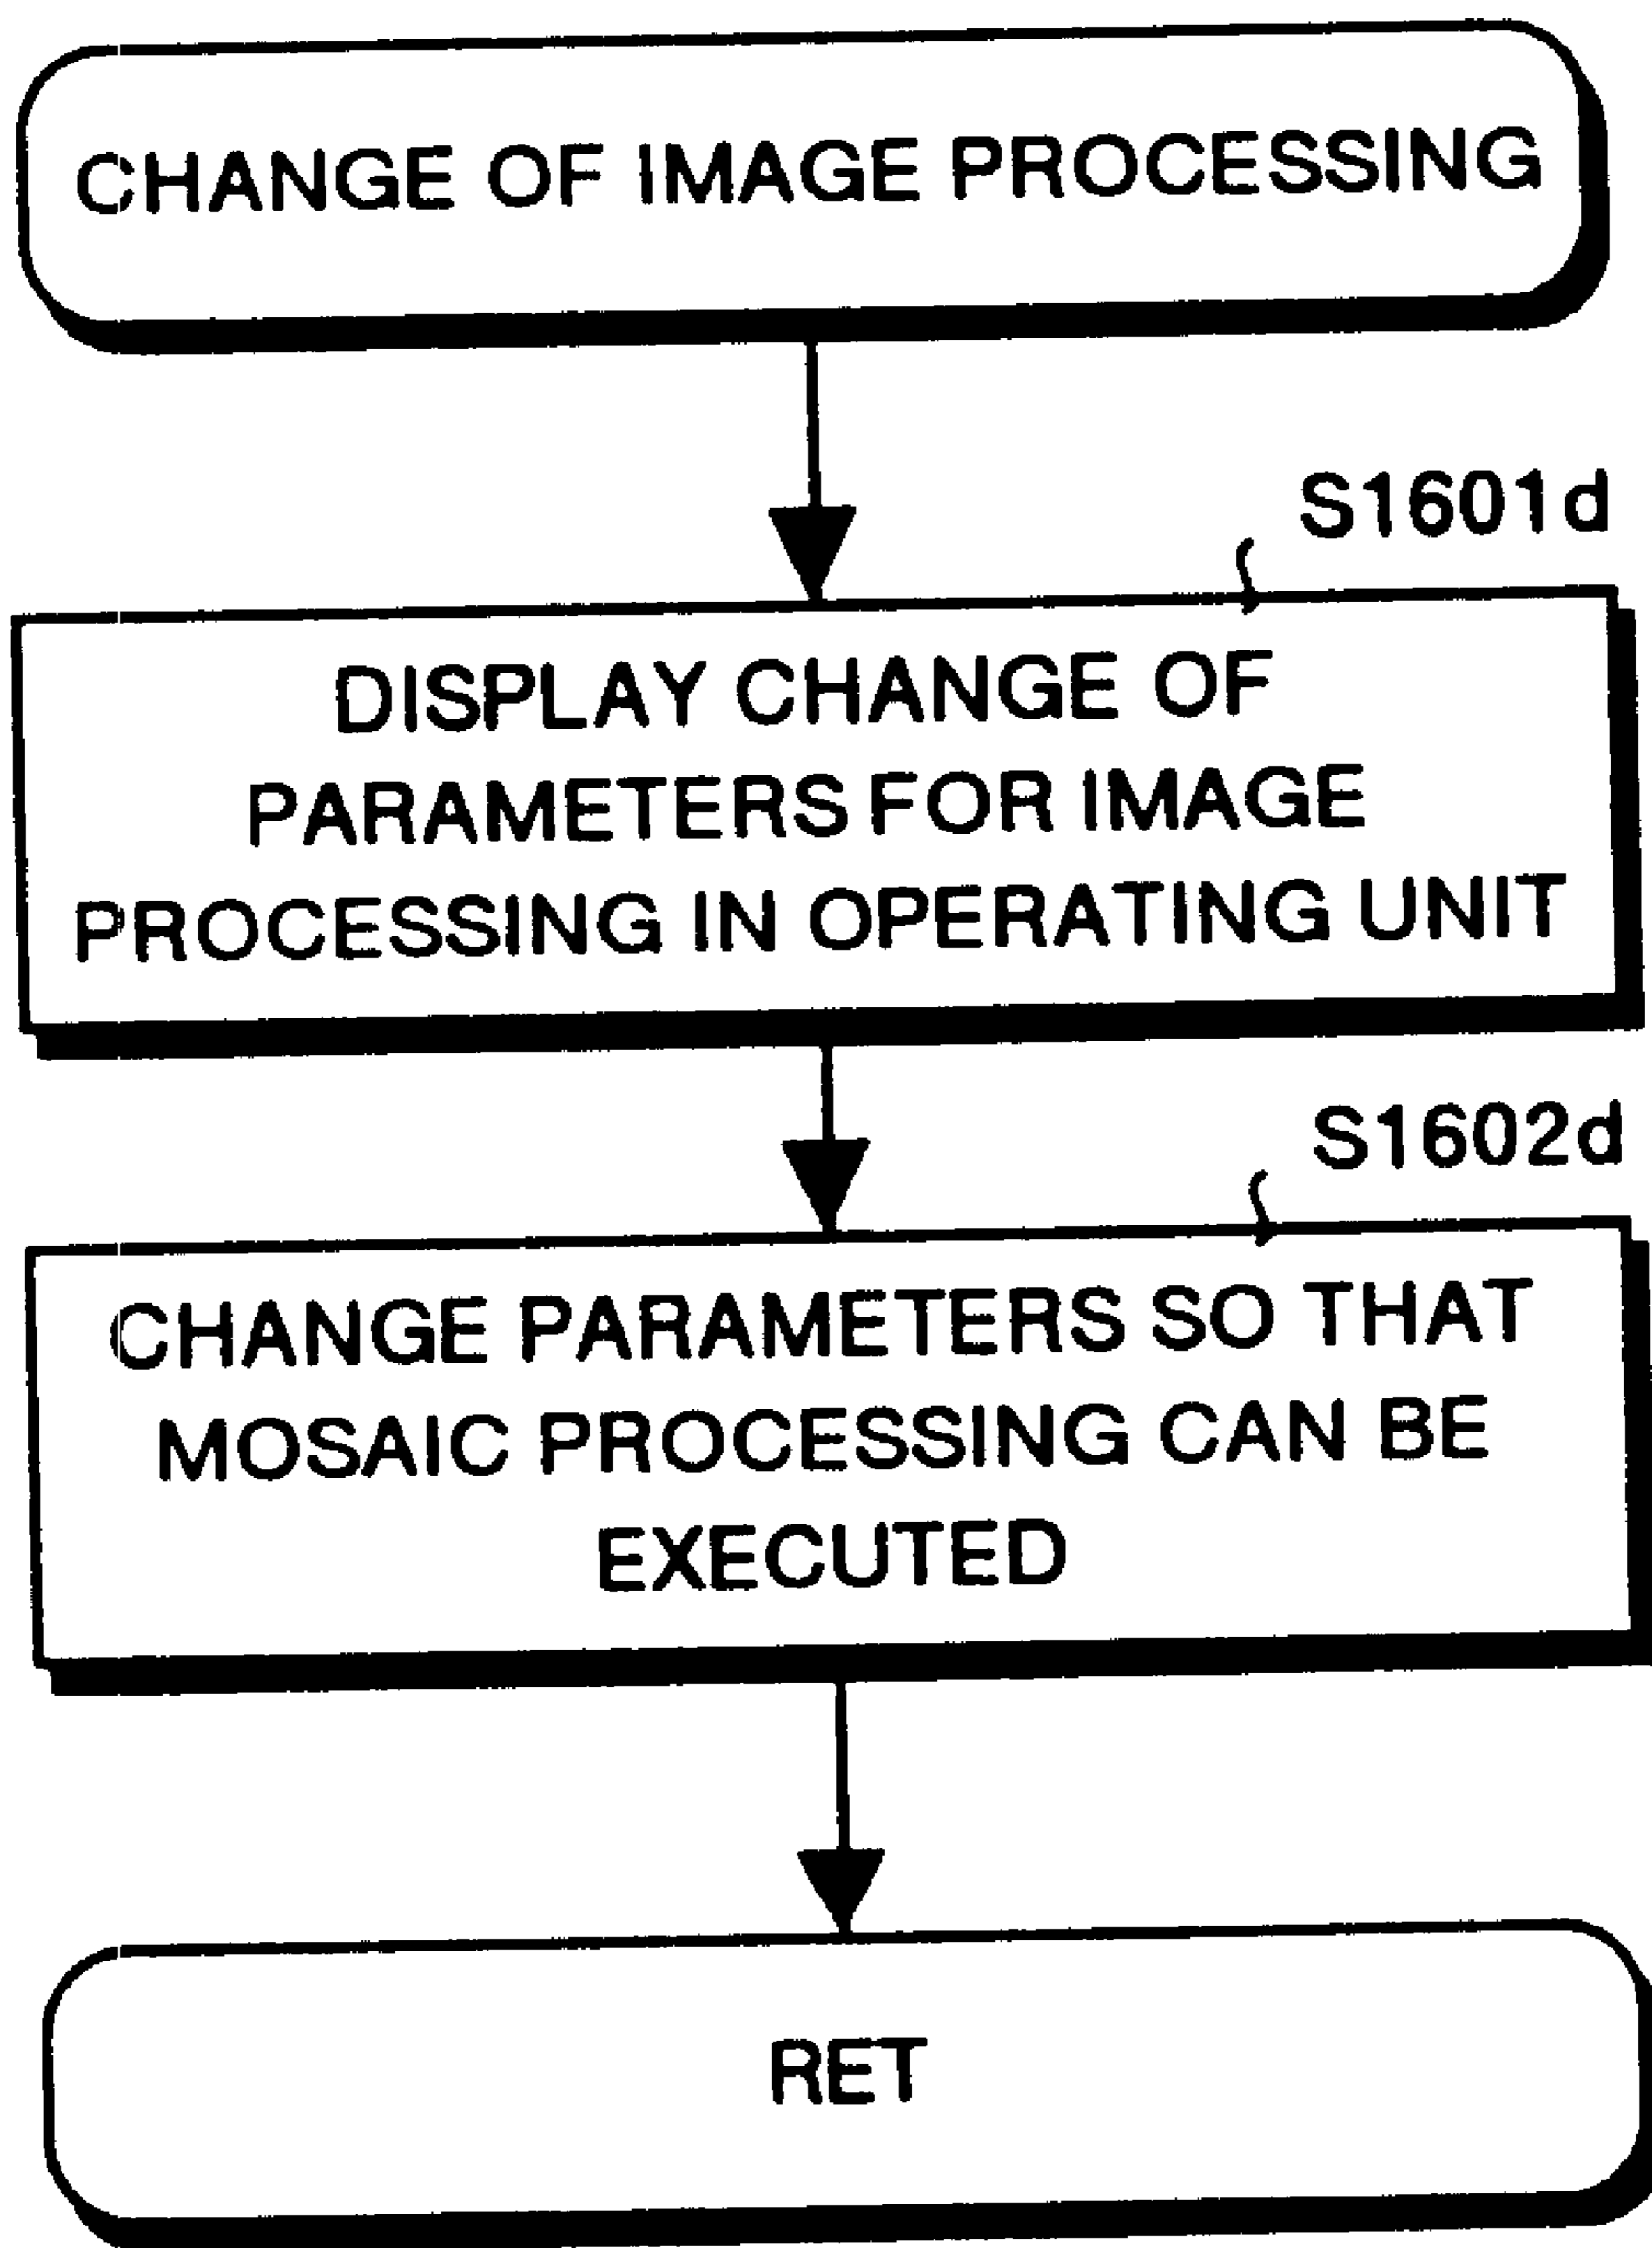 CHANGE OF IMAGE PROCESSING
S1601d
DISPLAY CHANGE OF
PARAMETERS FOR IMAGE
PROCESSING IN OPERATING UNIT
S1602d
CHANGE PARAMETERS SO THAT
MOSAIC PROCESSING CAN BE
EXECUTED
RET